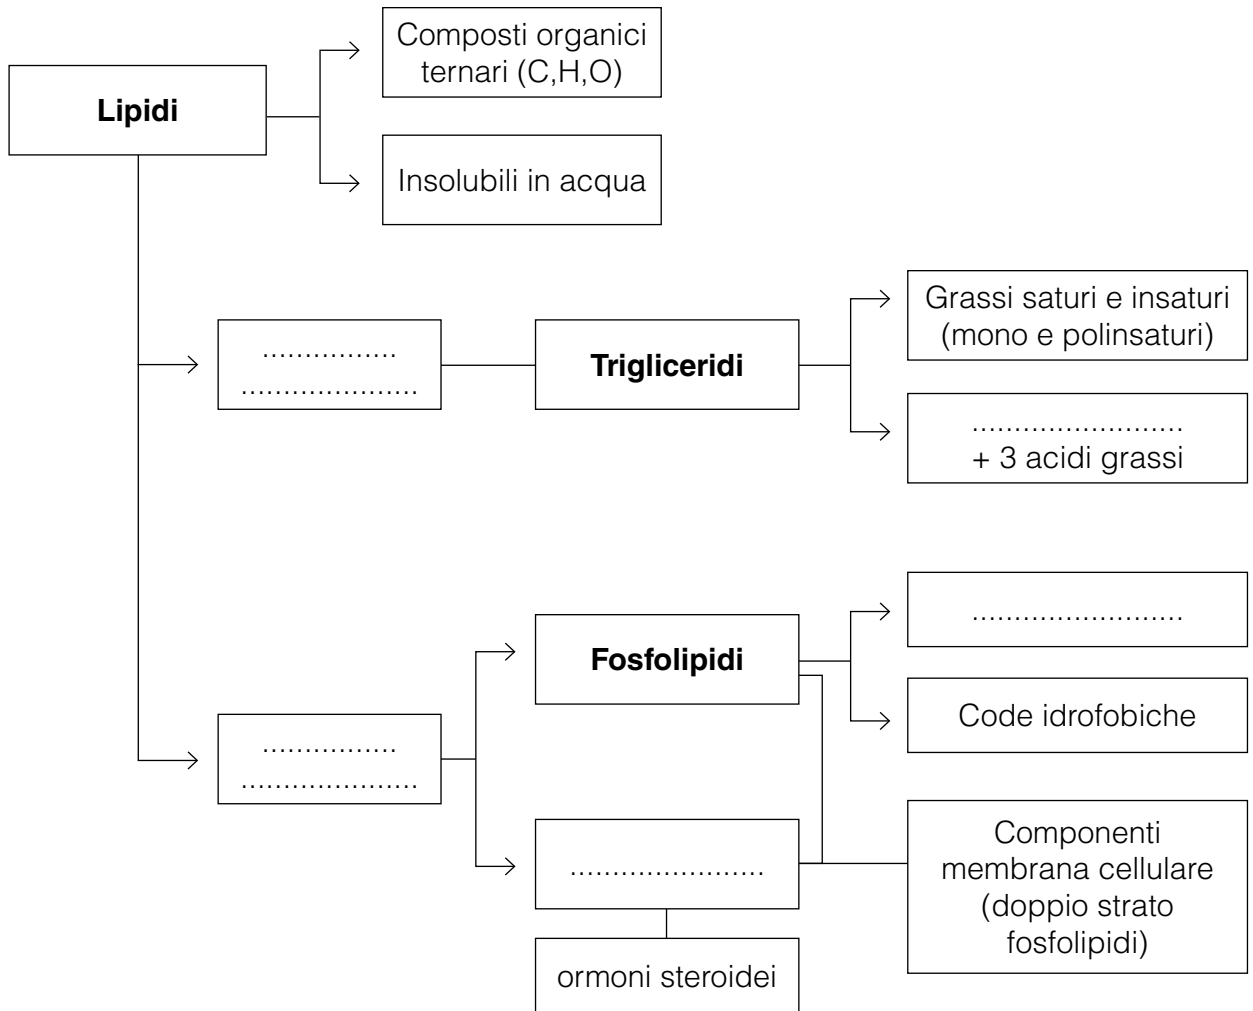 Composti organici
ternari (C,H,O)
Lipidi
Insolubili in acqua
Grassi saturi e insaturi
(mono e polinsaturi)
................
.....................
Trigliceridi
.........................
+ 3 acidi grassi
.........................
Fosfolipidi
Code idrofobiche
................
.....................
Componenti
membrana cellulare
(doppio strato
fosfolipidi)
.......................
ormoni steroidei